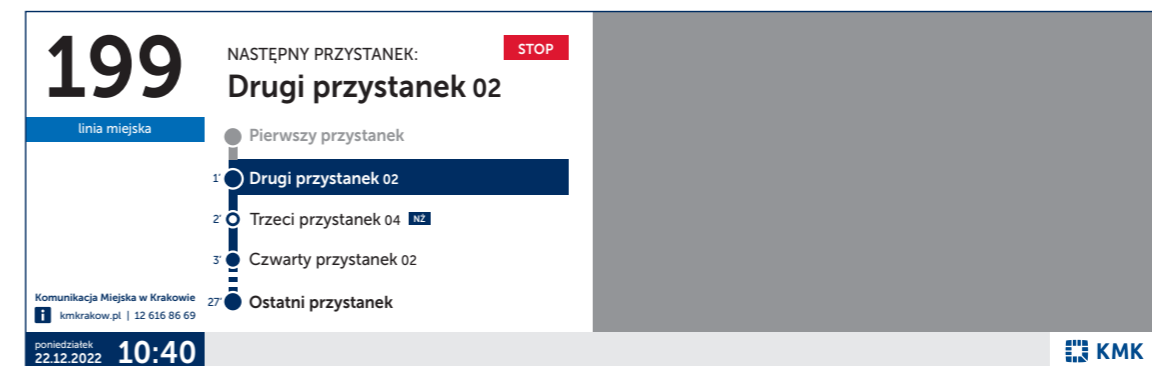 199
linia miejska
NASTĘPNY PRZYSTANEK:
STOP
Drugi przystanek 02
Pierwszy przystanek
1' Drugi przystanek 02
2' Trzeci przystanek 04 NŻ
3' Czwarty przystanek 02
27' Ostatni przystanek
Komunikacja Miejska w Krakowie
i kmkrakow.pl | 12 616 86 69
poniedziałek
22.12.2022
10:40
KMK